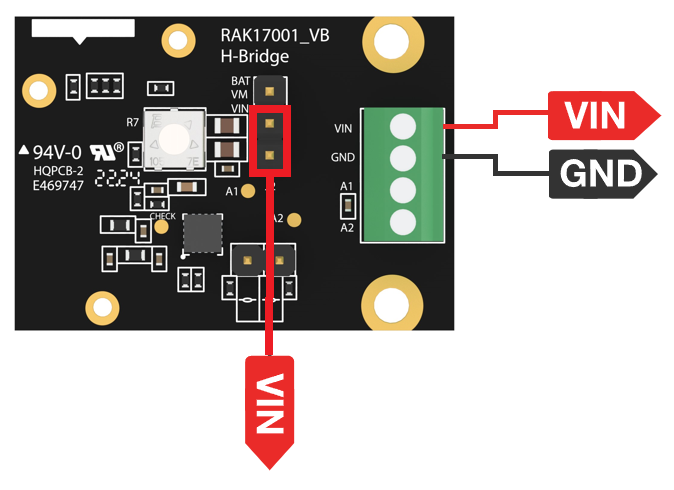 RAK17001_VB
H-Bridge
BAT
VM
VIN
R7
VIN
GND
A1
A2
VIN
GND
94V-0
HQPCB-2
E469747
2224
A1
A2
CHECK
VIN